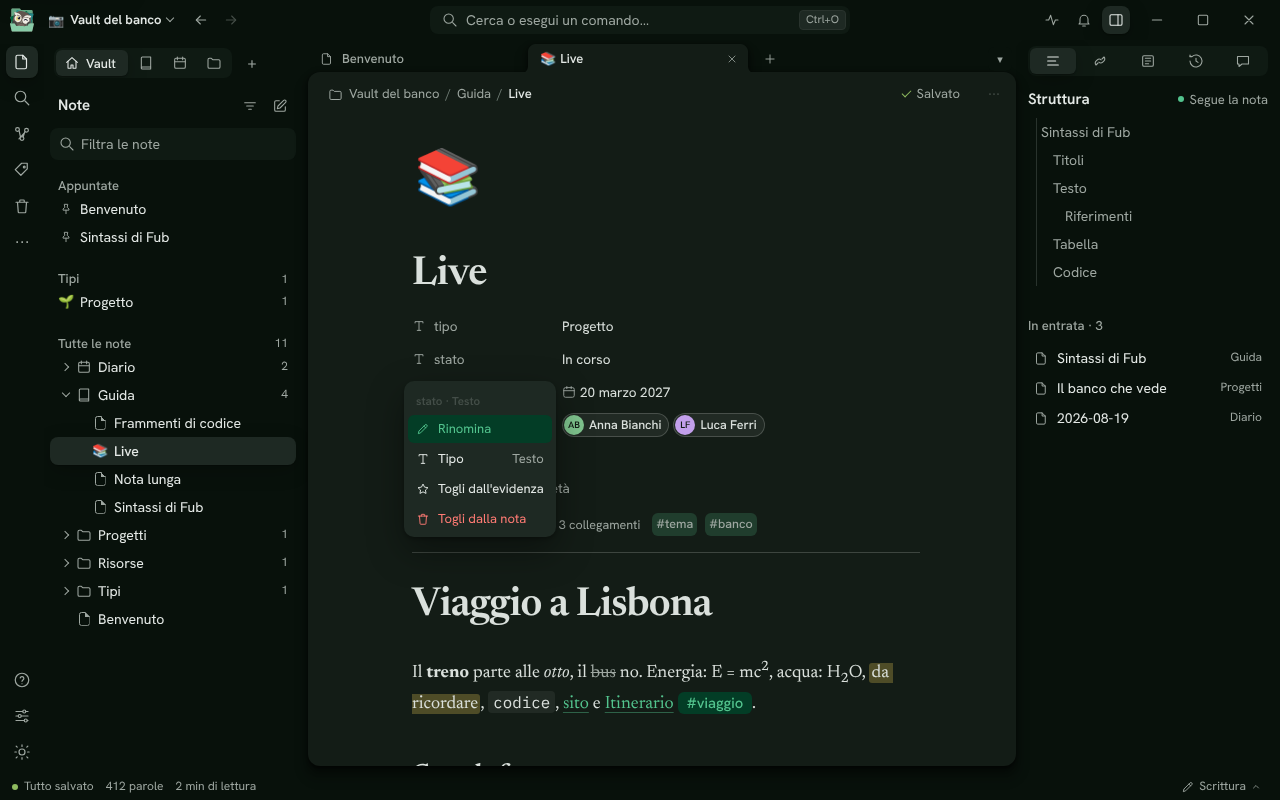 Vault del banco
Cerca o esegui un comando…
Ctrl+O
Vault
Benvenuto
Live
Note
Vault del banco / Guida / Live
Salvato
Struttura
Segue la nota
Filtra le note
Sintassi di Fub
Titoli
Testo
Riferimenti
Tabella
Codice
Appuntate
Benvenuto
Sintassi di Fub
Tipi 1
Progetto 1
Tutte le note 11
Diario 2
Guida 4
Frammenti di codice
Live
Nota lunga
Sintassi di Fub
Progetti 1
Risorse 1
Tipi 1
Benvenuto
Live
tipo Progetto
stato In corso
20 marzo 2027
AB Anna Bianchi LF Luca Ferri
stato · Testo
Rinomina
Tipo Testo
Togli dall'evidenza
Togli dalla nota
età
3 collegamenti #tema #banco
Viaggio a Lisbona
Il treno parte alle otto, il bus no. Energia: E = mc2, acqua: H2O, da
ricordare, codice, sito e Itinerario #viaggio.
In entrata · 3
Sintassi di Fub Guida
Il banco che vede Progetti
2026-08-19 Diario
Tutto salvato 412 parole 2 min di lettura
Scrittura